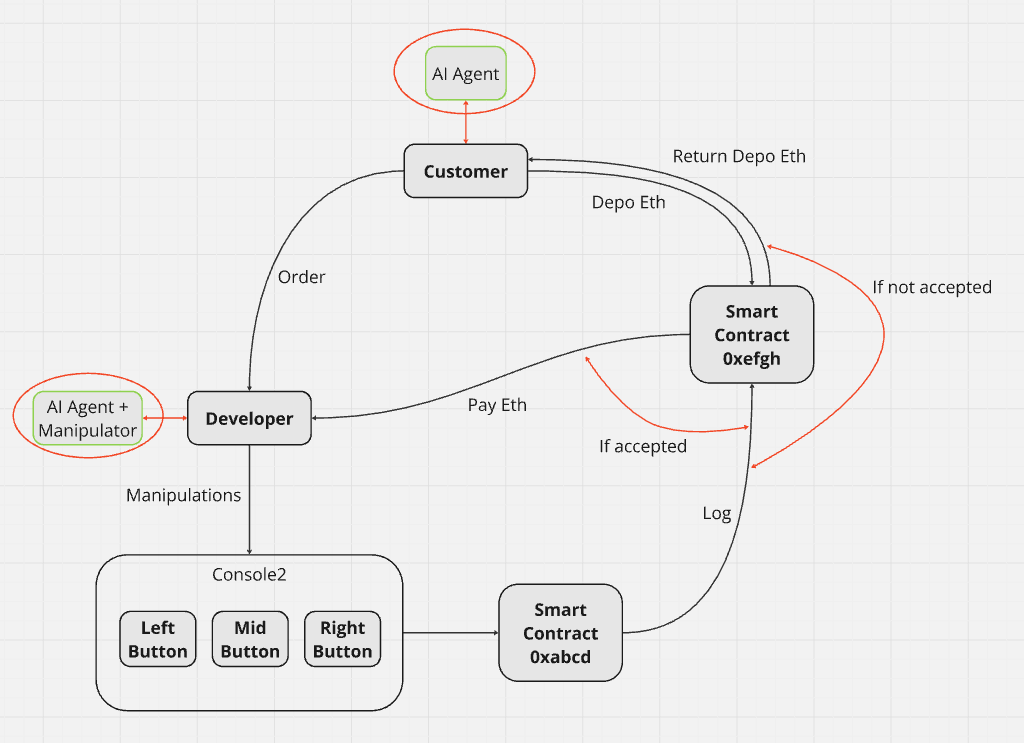 AI Agent
Customer
Return Depo Eth
Depo Eth
Order
If not accepted
Smart
Contract
0xefgh
AI Agent +
Manipulator
Developer
Pay Eth
If accepted
Manipulations
Log
Console2
Left
Button
Mid
Button
Right
Button
Smart
Contract
0xabcd